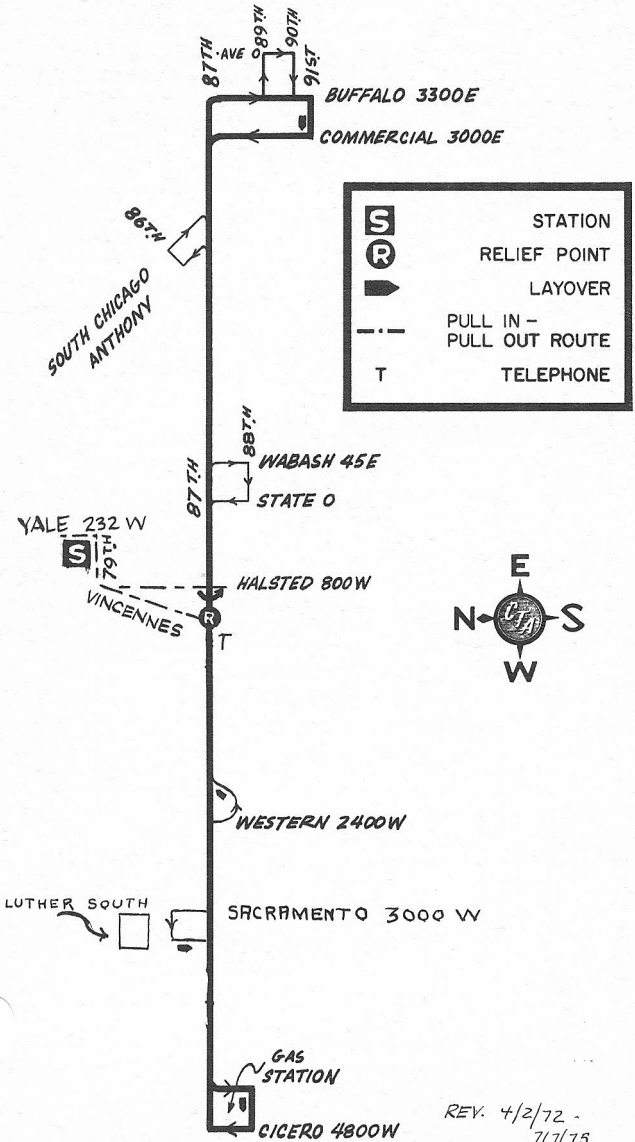 87TH
AVE O
89TH
90TH
91ST
BUFFALO 3300E
COMMERCIAL 3000E
86TH
SOUTH CHICAGO
ANTHONY
S STATION
R RELIEF POINT
LAYOVER
PULL IN -
PULL OUT ROUTE
T TELEPHONE
88TH
WABASH 45E
87TH
STATE 0
YALE 232 W
S
76TH
HALSTED 800W
VINCENNES
R
T
E
N CTA S
W
WESTERN 2400W
LUTHER SOUTH
SACRAMENTO 3000 W
GAS
STATION
CICERO 4800W
REV. 4/2/72 -
7/7/75